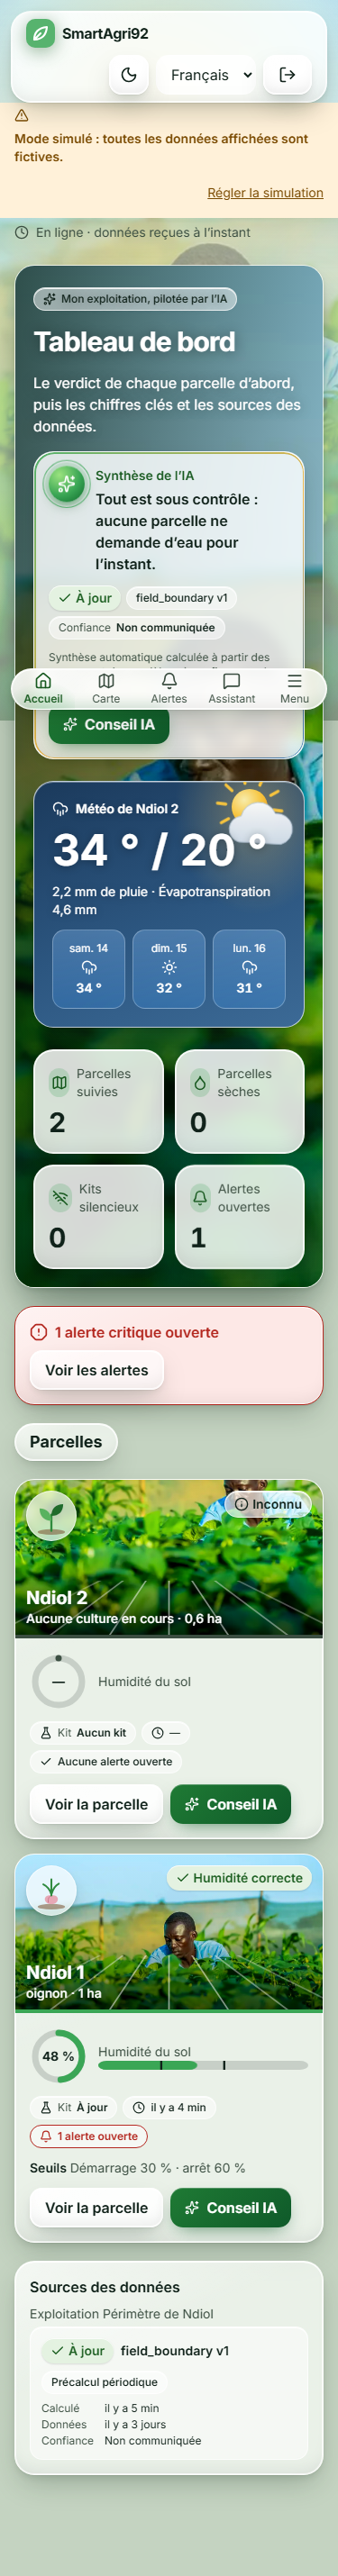 SmartAgri92
Français
Mode simulé : toutes les données affichées sont
fictives.
Régler la simulation
En ligne · données reçues à l'instant
Mon exploitation, pilotée par l'IA
Tableau de bord
Le verdict de chaque parcelle d'abord,
puis les chiffres clés et les sources des
données.
Synthèse de l'IA
Tout est sous contrôle :
aucune parcelle ne
demande d'eau pour
l'instant.
À jour
field_boundary v1
Confiance Non communiquée
Synthèse automatique calculée à partir des
Accueil
Carte
Alertes
Assistant
Menu
Conseil IA
Météo de Ndiol 2
34 ° / 20 °
2,2 mm de pluie · Évapotranspiration
4,6 mm
sam. 14
dim. 15
lun. 16
34 °
32 °
31 °
Parcelles
suivies
2
Parcelles
sèches
0
Kits
silencieux
0
Alertes
ouvertes
1
1 alerte critique ouverte
Voir les alertes
Parcelles
Inconnu
Ndiol 2
Aucune culture en cours · 0,6 ha
—
Humidité du sol
Kit Aucun kit
—
Aucune alerte ouverte
Voir la parcelle
Conseil IA
Humidité correcte
Ndiol 1
oignon · 1 ha
48 %
Humidité du sol
Kit À jour
il y a 4 min
1 alerte ouverte
Seuils Démarrage 30 % · arrêt 60 %
Voir la parcelle
Conseil IA
Sources des données
Exploitation Périmètre de Ndiol
À jour
field_boundary v1
Précalcul périodique
Calculé il y a 5 min
Données il y a 3 jours
Confiance Non communiquée